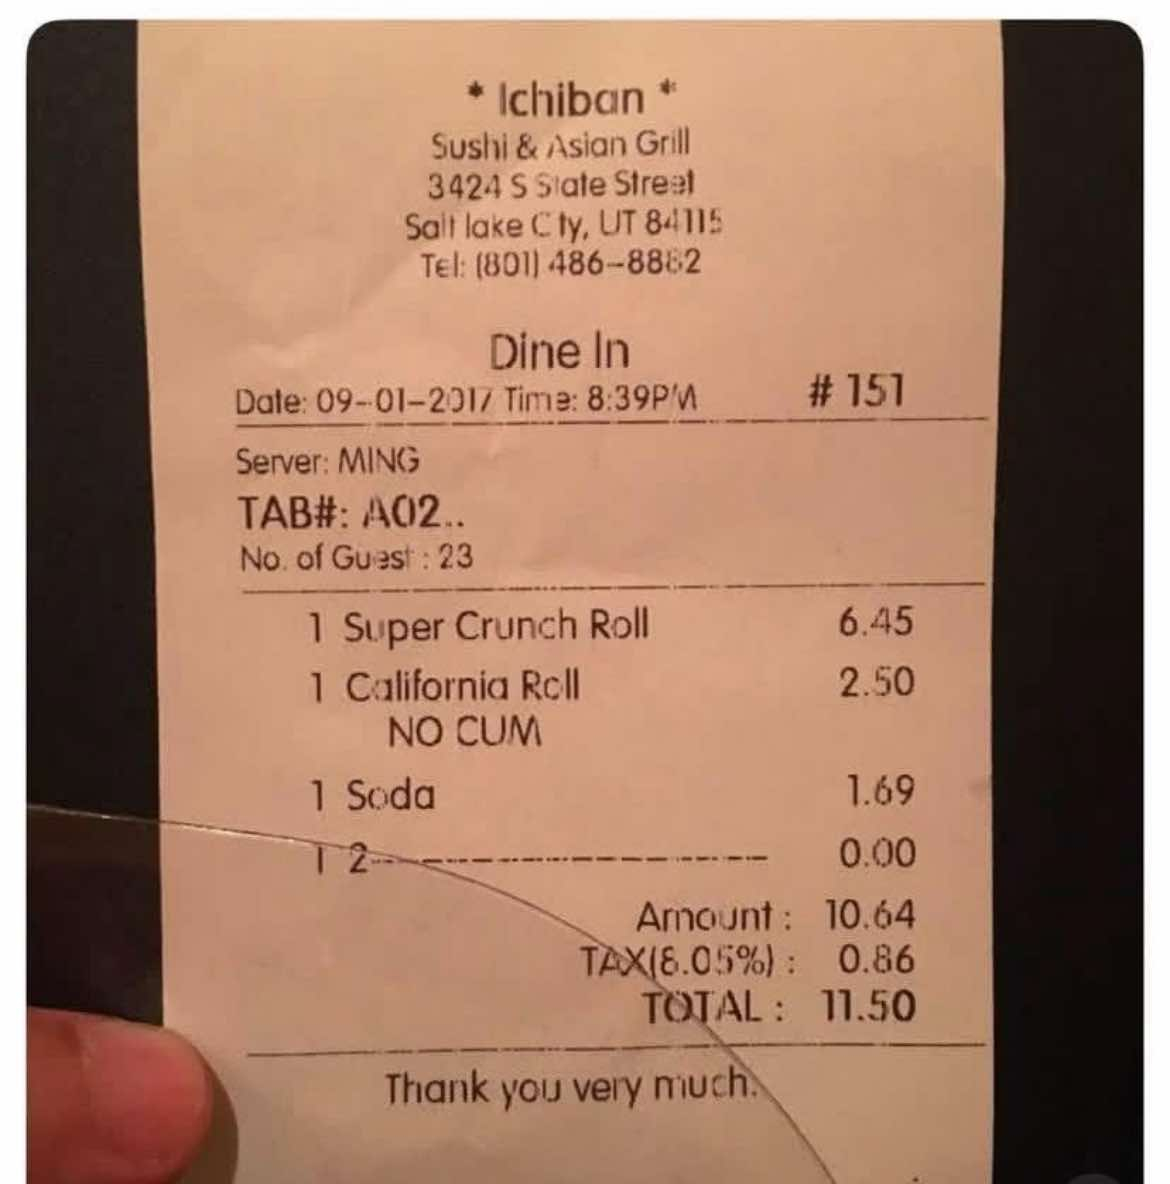 * Ichiban *
Sushi & Asian Grill
3424 S State Street
Salt lake City, UT 84115
Tel: (801) 486-8882
Dine In
Date: 09-01-2017 Time: 8:39PM # 151
Server: MING
TAB#: A02..
No. of Guest : 23
1 Super Crunch Roll 6.45
1 California Roll 2.50
NO CUM
1 Soda 1.69
1 2-------------------------- 0.00
Amount : 10.64
TAX(8.05%) : 0.86
TOTAL : 11.50
Thank you very much.